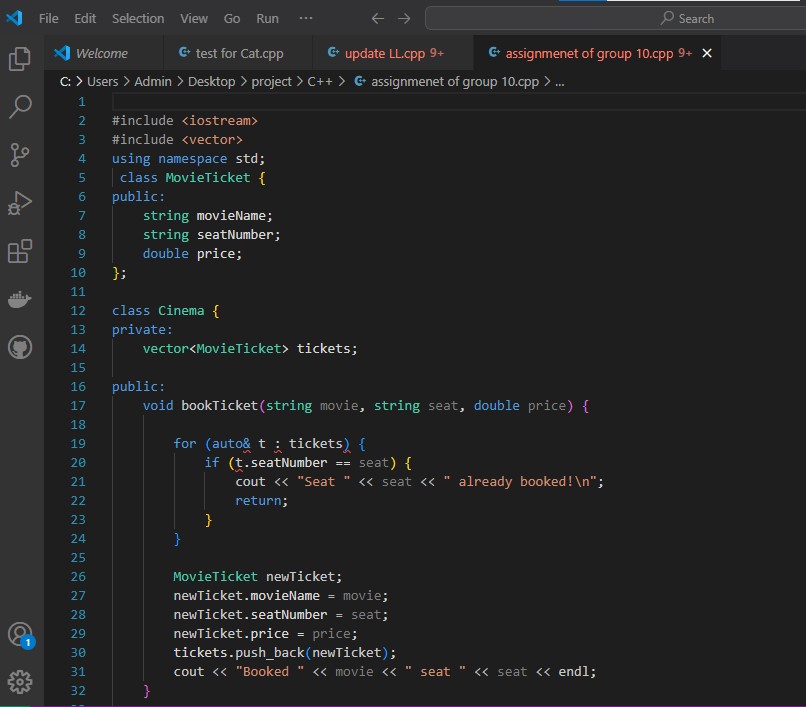 File Edit Selection View Go Run ··· Search
Welcome test for Cat.cpp update LL.cpp 9+ assignmenet of group 10.cpp 9+
C: > Users > Admin > Desktop > project > C++ > assignmenet of group 10.cpp > ...
1
2 #include <iostream>
3 #include <vector>
4 using namespace std;
5 class MovieTicket {
6 public:
7 string movieName;
8 string seatNumber;
9 double price;
10 };
11
12 class Cinema {
13 private:
14 vector<MovieTicket> tickets;
15
16 public:
17 void bookTicket(string movie, string seat, double price) {
18
19 for (auto& t : tickets) {
20 if (t.seatNumber == seat) {
21 cout << "Seat " << seat << " already booked!\n";
22 return;
23 }
24 }
25
26 MovieTicket newTicket;
27 newTicket.movieName = movie;
28 newTicket.seatNumber = seat;
29 newTicket.price = price;
30 tickets.push_back(newTicket);
31 cout << "Booked " << movie << " seat " << seat << endl;
32 }
1